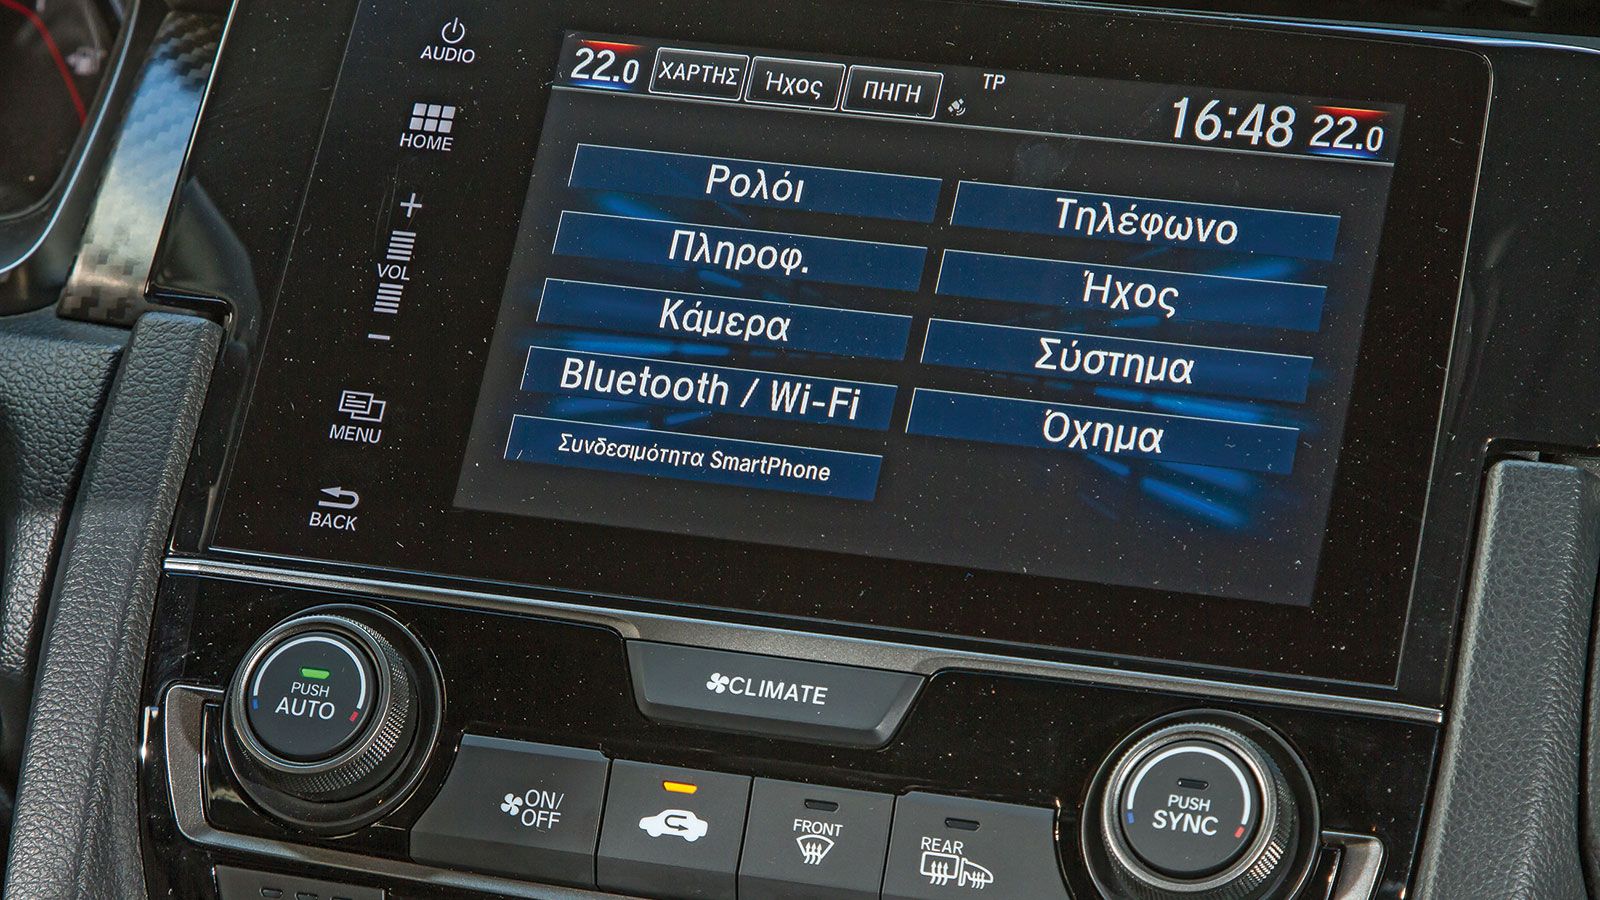 AUDIO
HOME
VOL
MENU
BACK
22.0 ΧΑΡΤΗΣ Ήχος ΠΗΓΗ TP 16:48 22.0
Ρολόι
Πληροφ.
Κάμερα
Bluetooth / Wi-Fi
Συνδεσιμότητα SmartPhone
Τηλέφωνο
Ήχος
Σύστημα
Όχημα
CLIMATE
PUSH
AUTO
ON/
OFF
FRONT
REAR
PUSH
SYNC